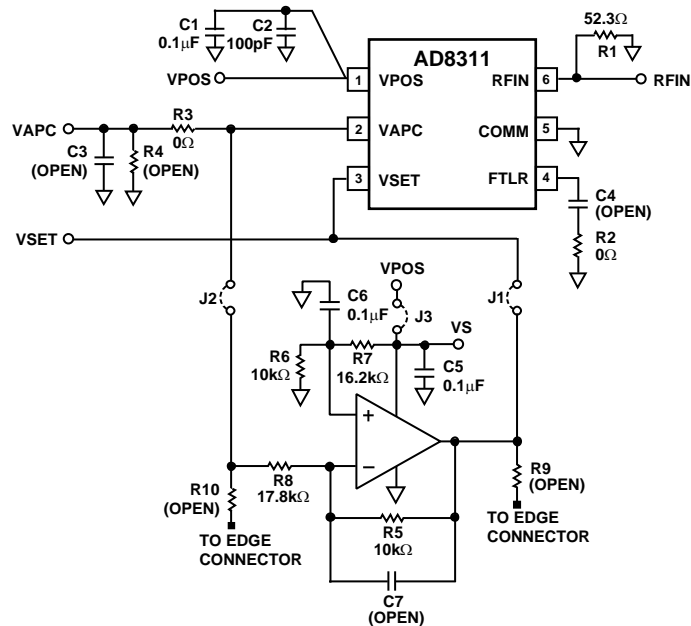 C1
0.1μF
C2
100pF
VPOS
AD8311
1 VPOS
2 VAPC
3 VSET
RFIN 6
COMM 5
FTLR 4
52.3Ω
R1
RFIN
VAPC
R3
0Ω
C3
(OPEN)
R4
(OPEN)
VSET
C4
(OPEN)
R2
0Ω
J2
VPOS
J3
J1
C6
0.1μF
VS
R6
10kΩ
R7
16.2kΩ
C5
0.1μF
+
–
R8
17.8kΩ
R10
(OPEN)
TO EDGE
CONNECTOR
R9
(OPEN)
TO EDGE
CONNECTOR
R5
10kΩ
C7
(OPEN)